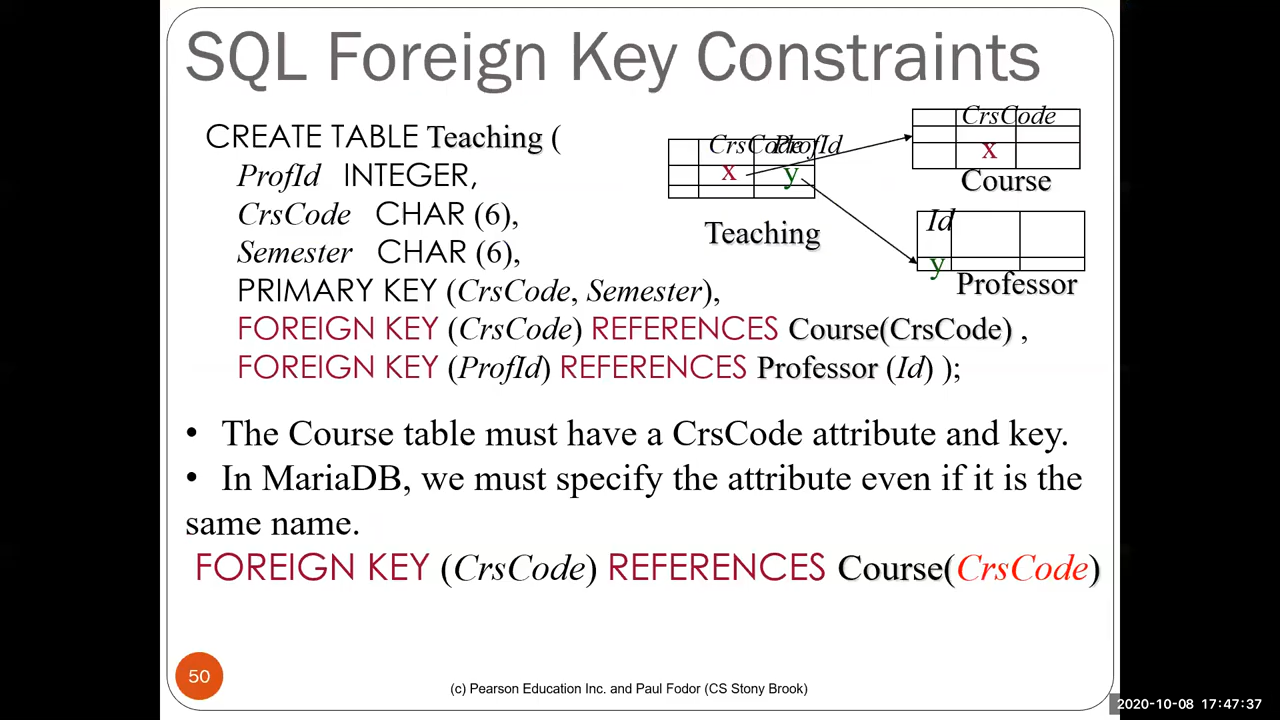 SQL Foreign Key Constraints
CREATE TABLE Teaching (
ProfId INTEGER,
CrsCode CHAR (6),
Semester CHAR (6),
PRIMARY KEY (CrsCode, Semester),
FOREIGN KEY (CrsCode) REFERENCES Course(CrsCode) ,
FOREIGN KEY (ProfId) REFERENCES Professor (Id) );
CrsCode ProfId
x y
Teaching
CrsCode
x
Course
Id
y
Professor
• The Course table must have a CrsCode attribute and key.
• In MariaDB, we must specify the attribute even if it is the
same name.
FOREIGN KEY (CrsCode) REFERENCES Course(CrsCode)
50
(c) Pearson Education Inc. and Paul Fodor (CS Stony Brook)
2020-10-08 17:47:37